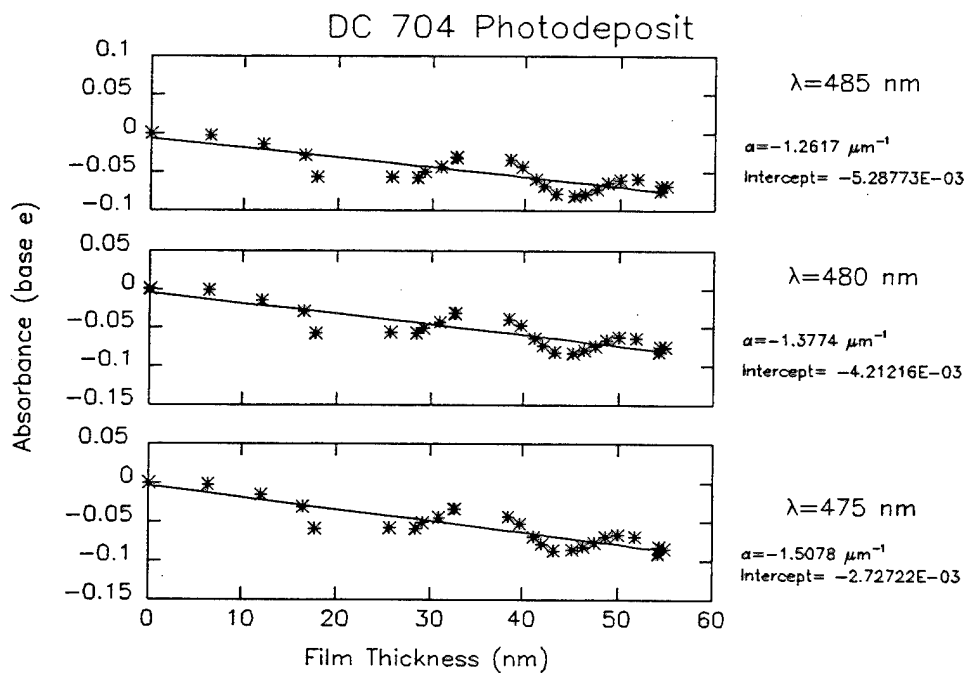 DC 704 Photodeposit
Absorbance (base e)
0.1
0.05
0
-0.05
-0.1
λ=485 nm
α=-1.2617 μm⁻¹
Intercept= -5.28773E-03
0.05
0
-0.05
-0.1
-0.15
λ=480 nm
α=-1.3774 μm⁻¹
Intercept= -4.21216E-03
0.05
0
-0.05
-0.1
-0.15
λ=475 nm
α=-1.5078 μm⁻¹
Intercept= -2.72722E-03
0 10 20 30 40 50 60
Film Thickness (nm)